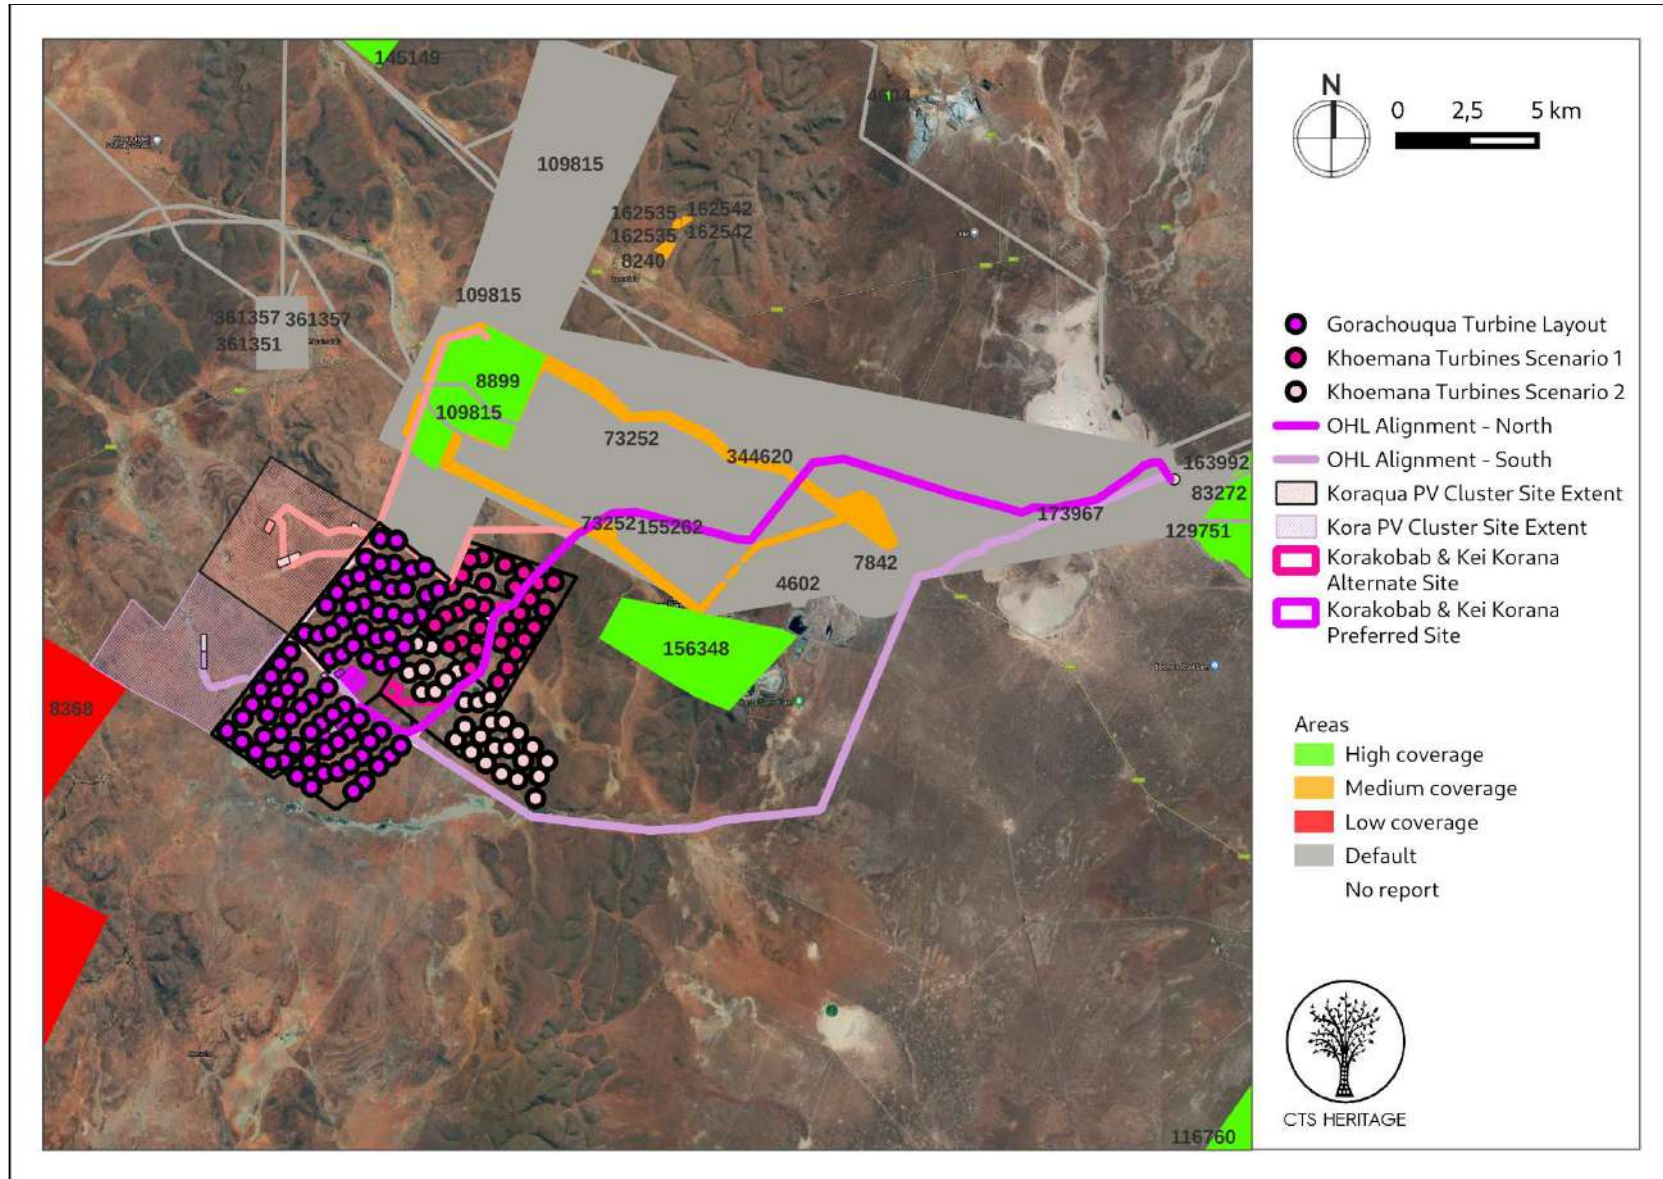 145149
4694
N
0 2,5 5 km
109815
162535 162542
162535 162542
8240
109815
361357 361357
361351
8899
109815
73252
344620
163992
83272
73252 155262
173967
129751
7842
4602
156348
8368
116760
Gorachouqua Turbine Layout
Khoemana Turbines Scenario 1
Khoemana Turbines Scenario 2
OHL Alignment - North
OHL Alignment - South
Koraqua PV Cluster Site Extent
Kora PV Cluster Site Extent
Korakobab & Kei Korana
Alternate Site
Korakobab & Kei Korana
Preferred Site
Areas
High coverage
Medium coverage
Low coverage
Default
No report
CTS HERITAGE